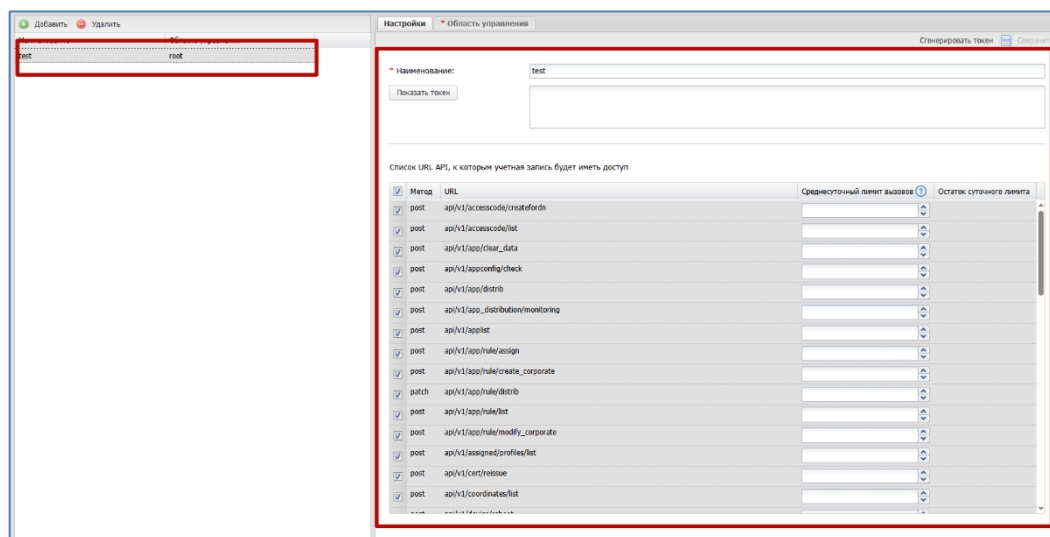 Добавить Удалить
test root
Настройки * Область управления
Сгенерировать токен Сохранить
* Наименование: test
Показать токен
Список URL API, к которым учетная запись будет иметь доступ
Метод URL Среднесуточный лимит вызовов ? Остаток суточного лимита
post api/v1/accesscode/createfordn
post api/v1/accesscode/list
post api/v1/app/clear_data
post api/v1/appconfig/check
post api/v1/app/distrib
post api/v1/app_distribution/monitoring
post api/v1/applist
post api/v1/app/rule/assign
post api/v1/app/rule/create_corporate
patch api/v1/app/rule/distrib
post api/v1/app/rule/list
post api/v1/app/rule/modify_corporate
post api/v1/assigned/profiles/list
post api/v1/cert/reissue
post api/v1/coordinates/list